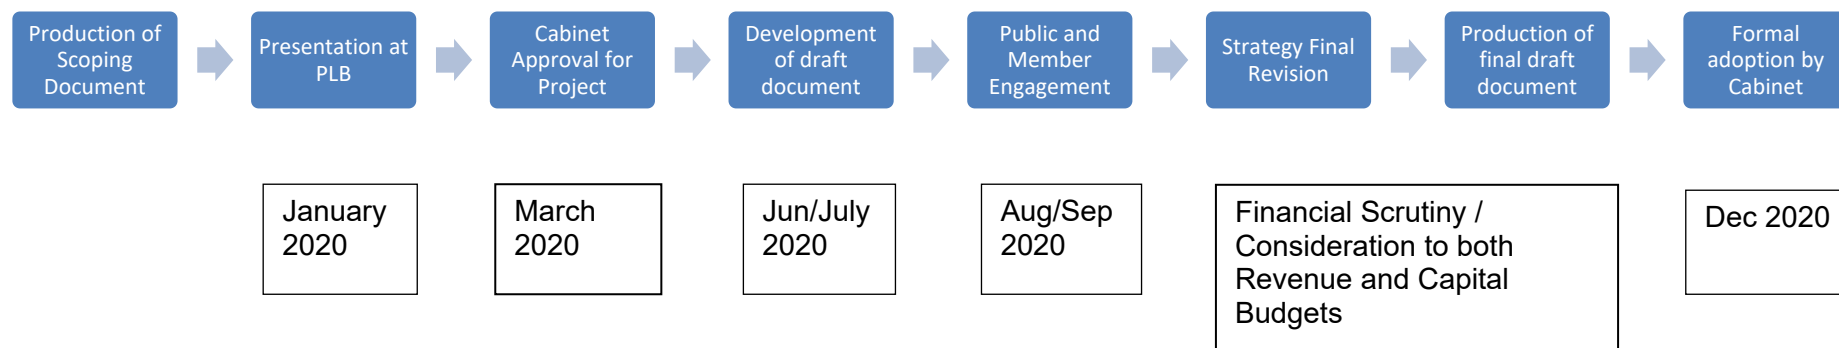 Production of
Scoping
Document
Presentation at
PLB
Cabinet
Approval for
Project
Development
of draft
document
Public and
Member
Engagement
Strategy Final
Revision
Production of
final draft
document
Formal
adoption by
Cabinet
January
2020
March
2020
Jun/July
2020
Aug/Sep
2020
Financial Scrutiny /
Consideration to both
Revenue and Capital
Budgets
Dec 2020